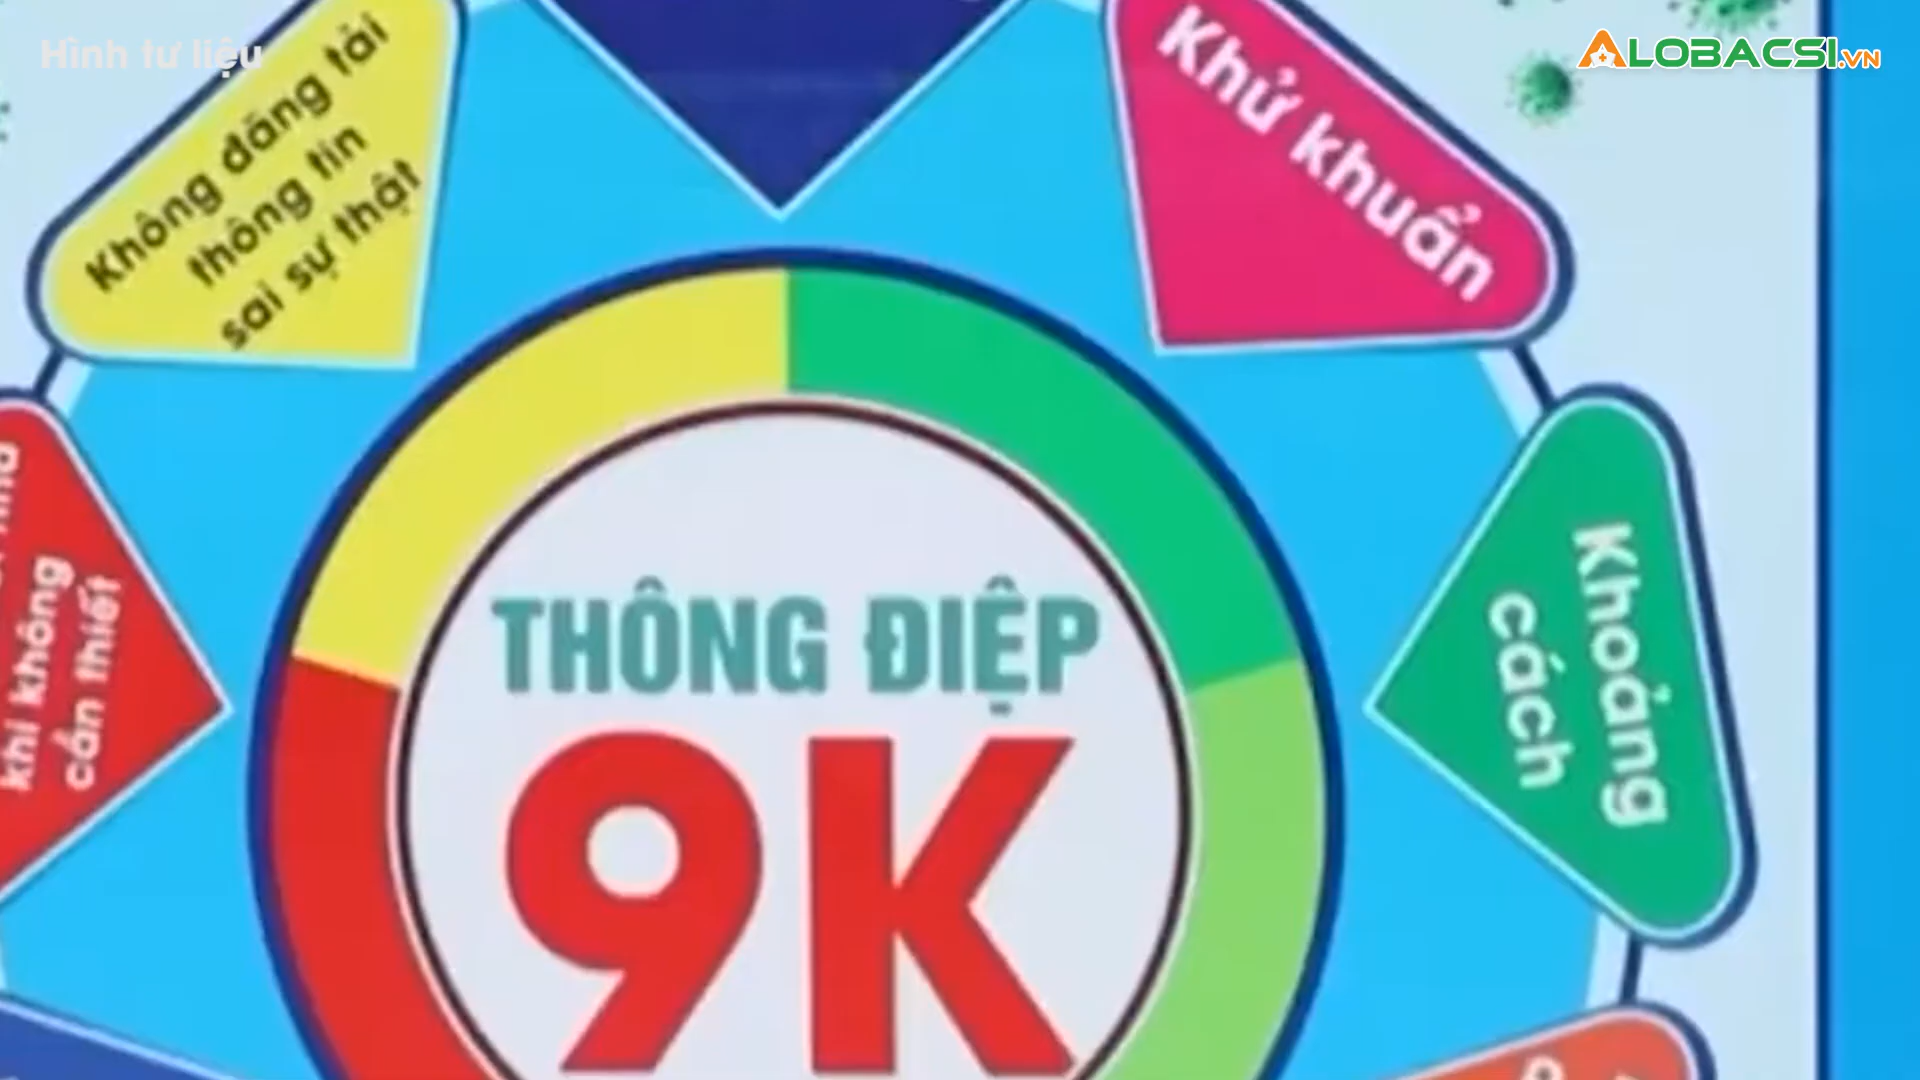 Hình tư liệu
ALOBACSI.VN
Không đăng tải
thông tin
sai sự thật
Khử khuẩn
khi không
cần thiết
Khoảng
cách
THÔNG ĐIỆP
9K